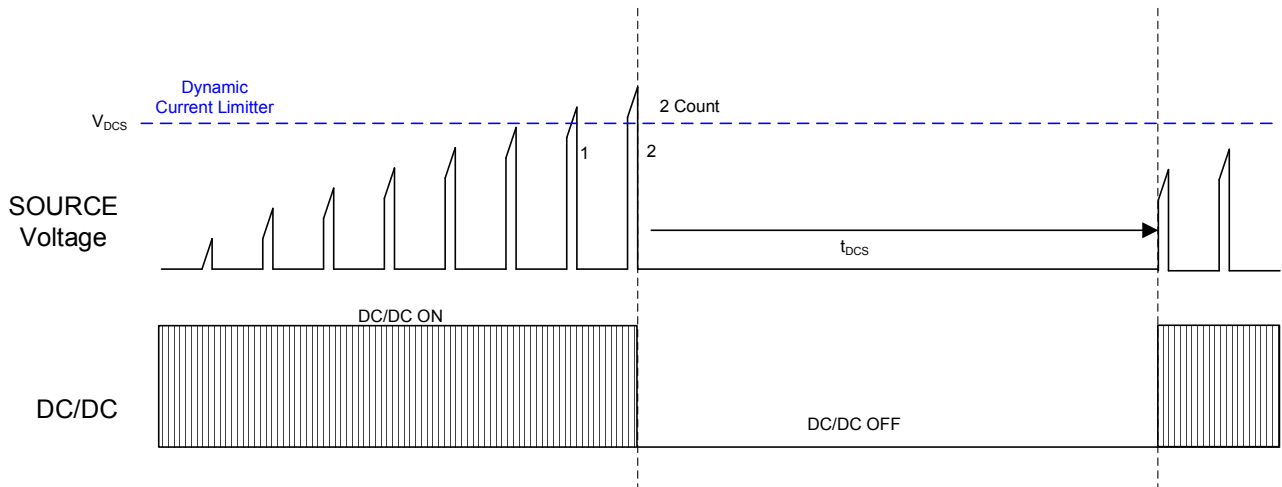 Dynamic
Current Limitter
V_DCS
2 Count
1
2
SOURCE
Voltage
t_DCS
DC/DC ON
DC/DC
DC/DC OFF